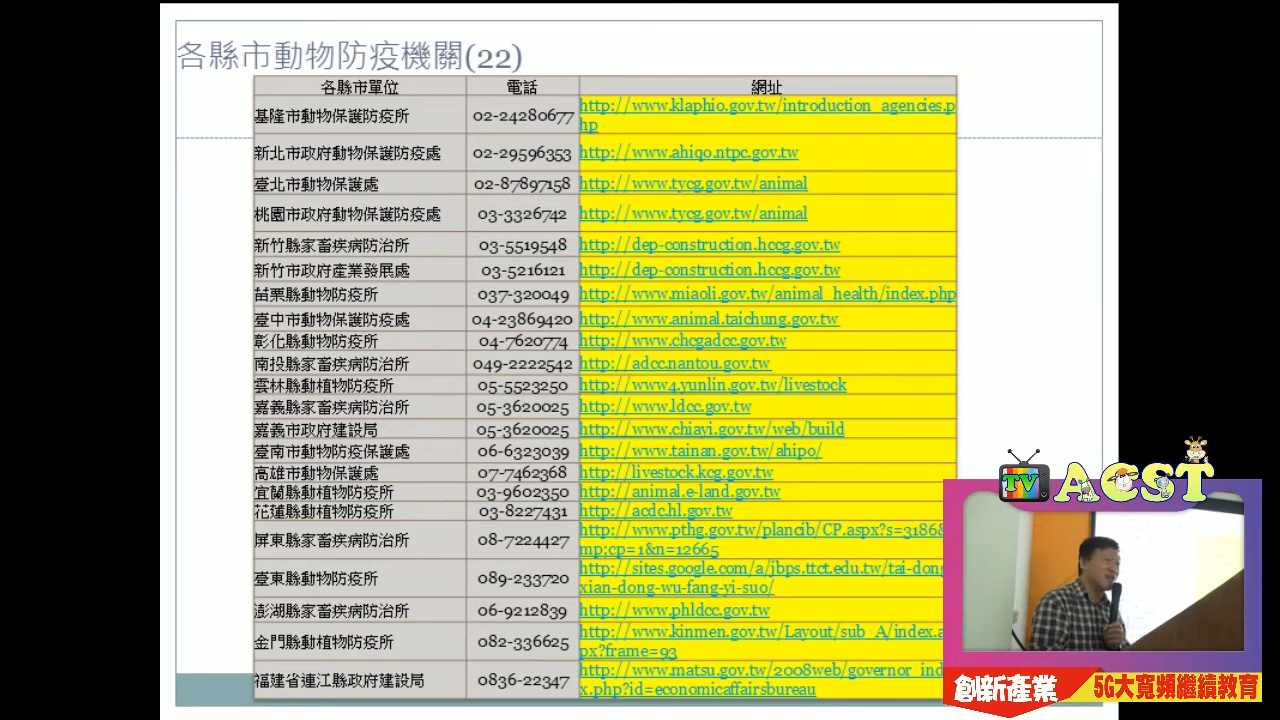 各縣市動物防疫機關(22)
各縣市單位 電話 網址
基隆市動物保護防疫所 02-24280677 http://www.klaphio.gov.tw/introduction_agencies.p
hp
新北市政府動物保護防疫處 02-29596353 http://www.ahiqo.ntpc.gov.tw
臺北市動物保護處 02-87897158 http://www.tycg.gov.tw/animal
桃園市政府動物保護防疫處 03-3326742 http://www.tycg.gov.tw/animal
新竹縣家畜疾病防治所 03-5519548 http://dep-construction.hccg.gov.tw
新竹市政府產業發展處 03-5216121 http://dep-construction.hccg.gov.tw
苗栗縣動物防疫所 037-320049 http://www.miaoli.gov.tw/animal_health/index.php
臺中市動物保護防疫處 04-23869420 http://www.animal.taichung.gov.tw
彰化縣動物防疫所 04-7620774 http://www.chcgadcc.gov.tw
南投縣家畜疾病防治所 049-2222542 http://adcc.nantou.gov.tw
雲林縣動植物防疫所 05-5523250 http://www4.yunlin.gov.tw/livestock
嘉義縣家畜疾病防治所 05-3620025 http://www.ldcc.gov.tw
嘉義市政府建設局 05-3620025 http://www.chiayi.gov.tw/web/build
臺南市動物防疫保護處 06-6323039 http://www.tainan.gov.tw/ahipo/
高雄市動物保護處 07-7462368 http://livestock.kcg.gov.tw
宜蘭縣動植物防疫所 03-9602350 http://animal.e-land.gov.tw
花蓮縣動植物防疫所 03-8227431 http://acdc.hl.gov.tw
屏東縣家畜疾病防治所 08-7224427 http://www.pthg.gov.tw/plancib/CP.aspx?s=3186&
mp;cp=1&n=12665
臺東縣動物防疫所 089-233720 http://sites.google.com/a/jbps.ttct.edu.tw/tai-dong
xian-dong-wu-fang-yi-suo/
澎湖縣家畜疾病防治所 06-9212839 http://www.phldcc.gov.tw
金門縣動植物防疫所 082-336625 http://www.kinmen.gov.tw/Layout/sub_A/index.a
px?frame=93
福建省連江縣政府建設局 0836-22347 http://www.matsu.gov.tw/2008web/governor_ind
x.php?id=economicaffairsbureau
TV ACST
創新產業 5G大寬頻繼續教育